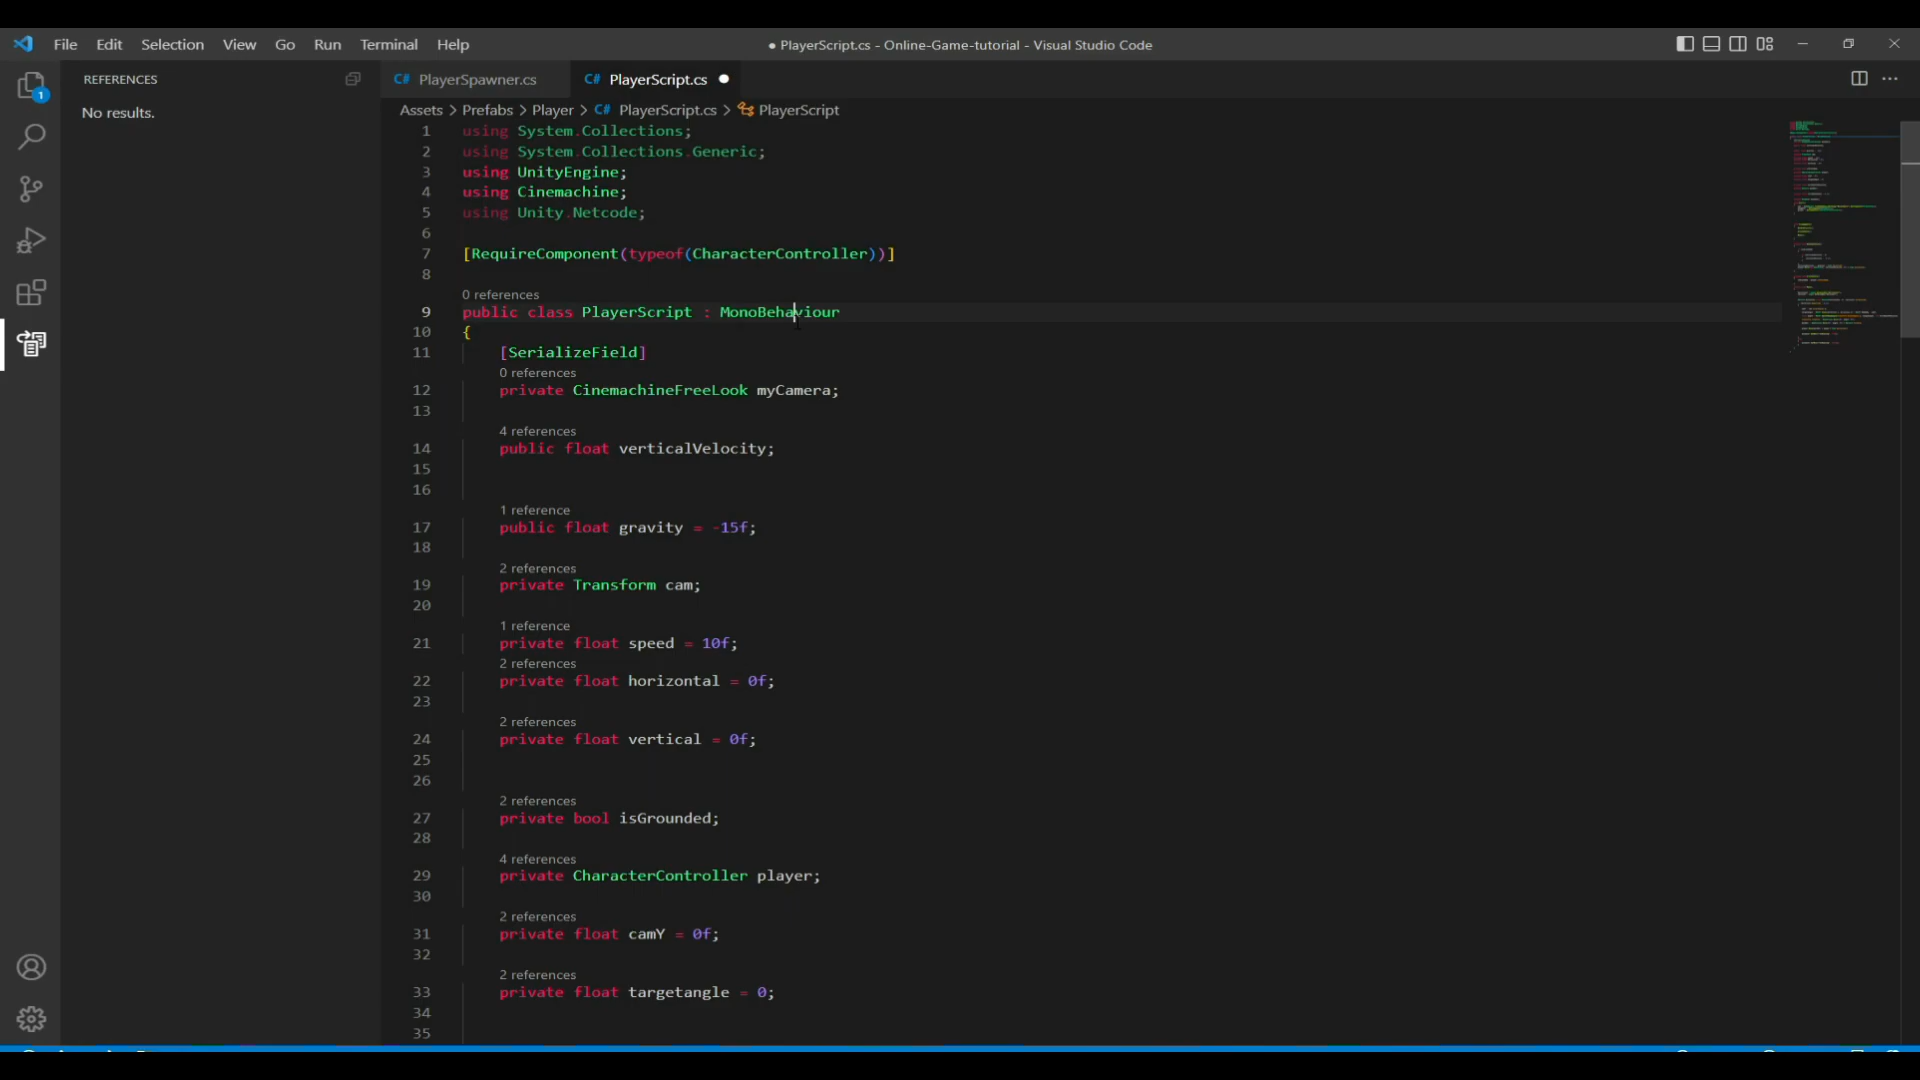 File Edit Selection View Go Run Terminal Help
● PlayerScript.cs - Online-Game-tutorial - Visual Studio Code
REFERENCES
No results.
1
C# PlayerSpawner.cs
C# PlayerScript.cs ●
Assets > Prefabs > Player > C# PlayerScript.cs > PlayerScript
1 using System.Collections;
2 using System.Collections.Generic;
3 using UnityEngine;
4 using Cinemachine;
5 using Unity.Netcode;
6
7 [RequireComponent(typeof(CharacterController))]
8
0 references
9 public class PlayerScript : MonoBehaviour
10 {
11 [SerializeField]
0 references
12 private CinemachineFreeLook myCamera;
13
4 references
14 public float verticalVelocity;
15
16
1 reference
17 public float gravity = -15f;
18
2 references
19 private Transform cam;
20
1 reference
21 private float speed = 10f;
2 references
22 private float horizontal = 0f;
23
2 references
24 private float vertical = 0f;
25
26
2 references
27 private bool isGrounded;
28
4 references
29 private CharacterController player;
30
2 references
31 private float camY = 0f;
32
2 references
33 private float targetangle = 0;
34
35